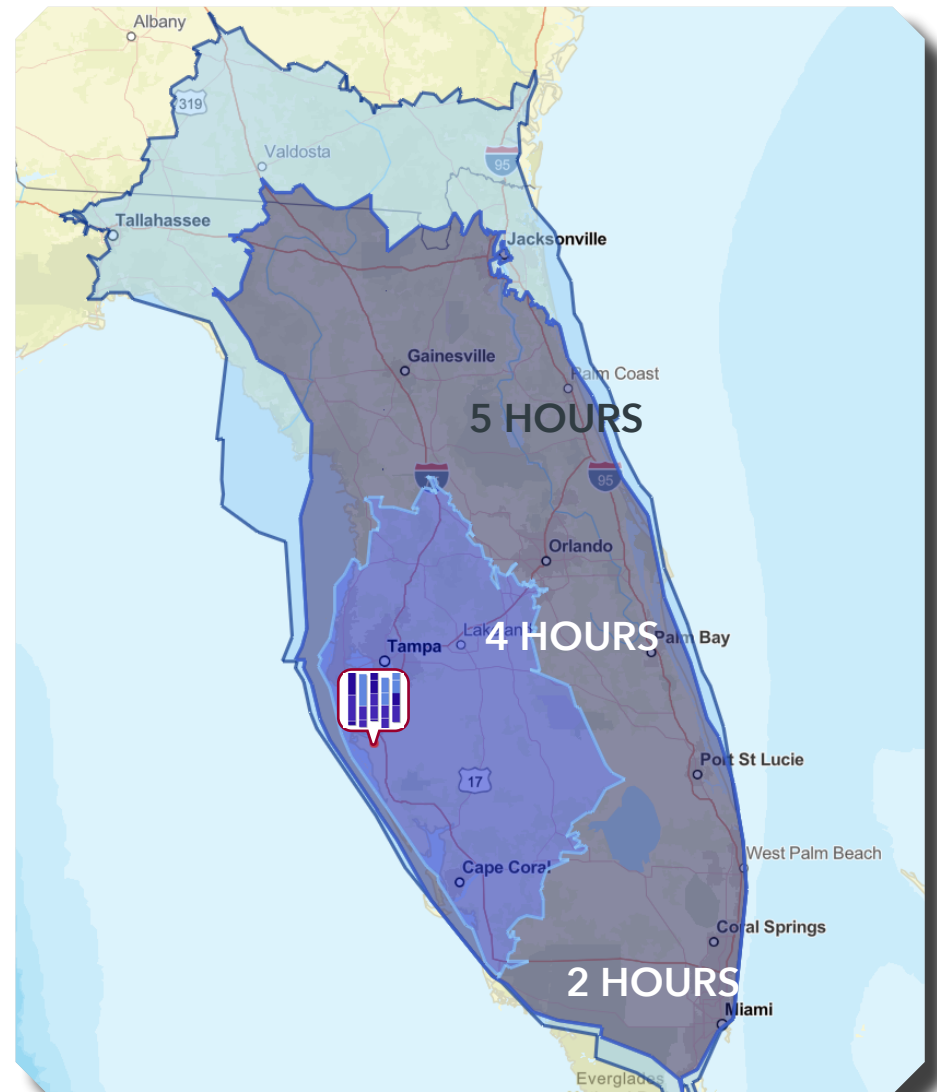 Albany
319
Valdosta
95
Tallahassee
Jacksonville
Gainesville
Palm Coast
5 HOURS
95
Orlando
Lakeland
4 HOURS
Palm Bay
Tampa
Port St Lucie
17
West Palm Beach
Cape Coral
Coral Springs
2 HOURS
Miami
Everglades